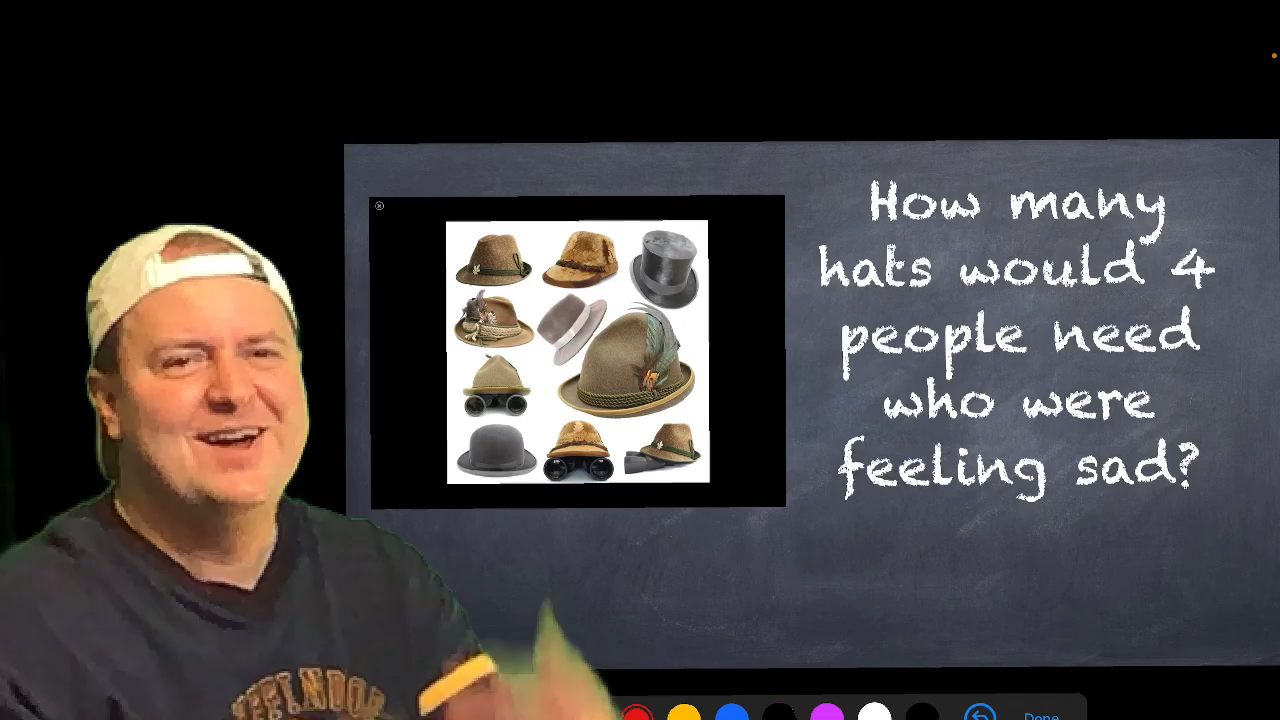 How many
hats would 4
people need
who were
feeling sad?
Done